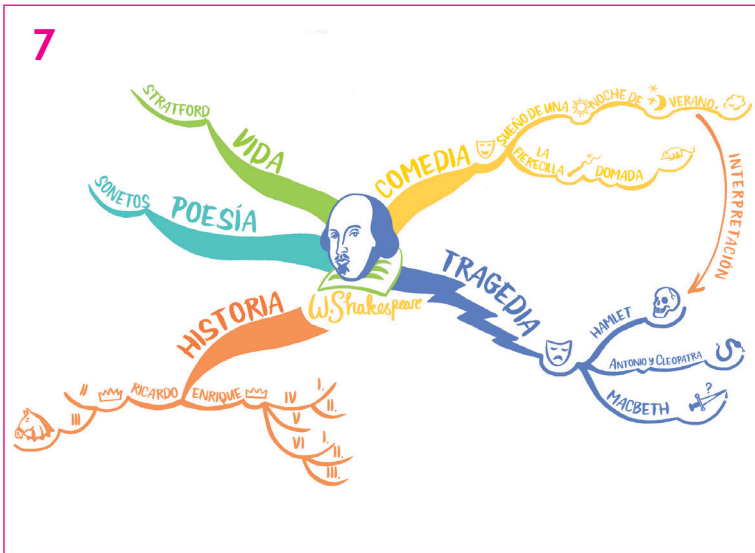 7
STRATFORD
VIDA
SONETOS
POESÍA
HISTORIA
RICARDO
II
III
ENRIQUE
IV
I.
II.
V
VI
I.
II.
III.
W. Shakespeare
COMEDIA
SUEÑO DE UNA NOCHE DE VERANO.
LA FIERECILLA DOMADA
INTERPRETACIÓN
TRAGEDIA
HAMLET
ANTONIO Y CLEOPATRA
MACBETH
?